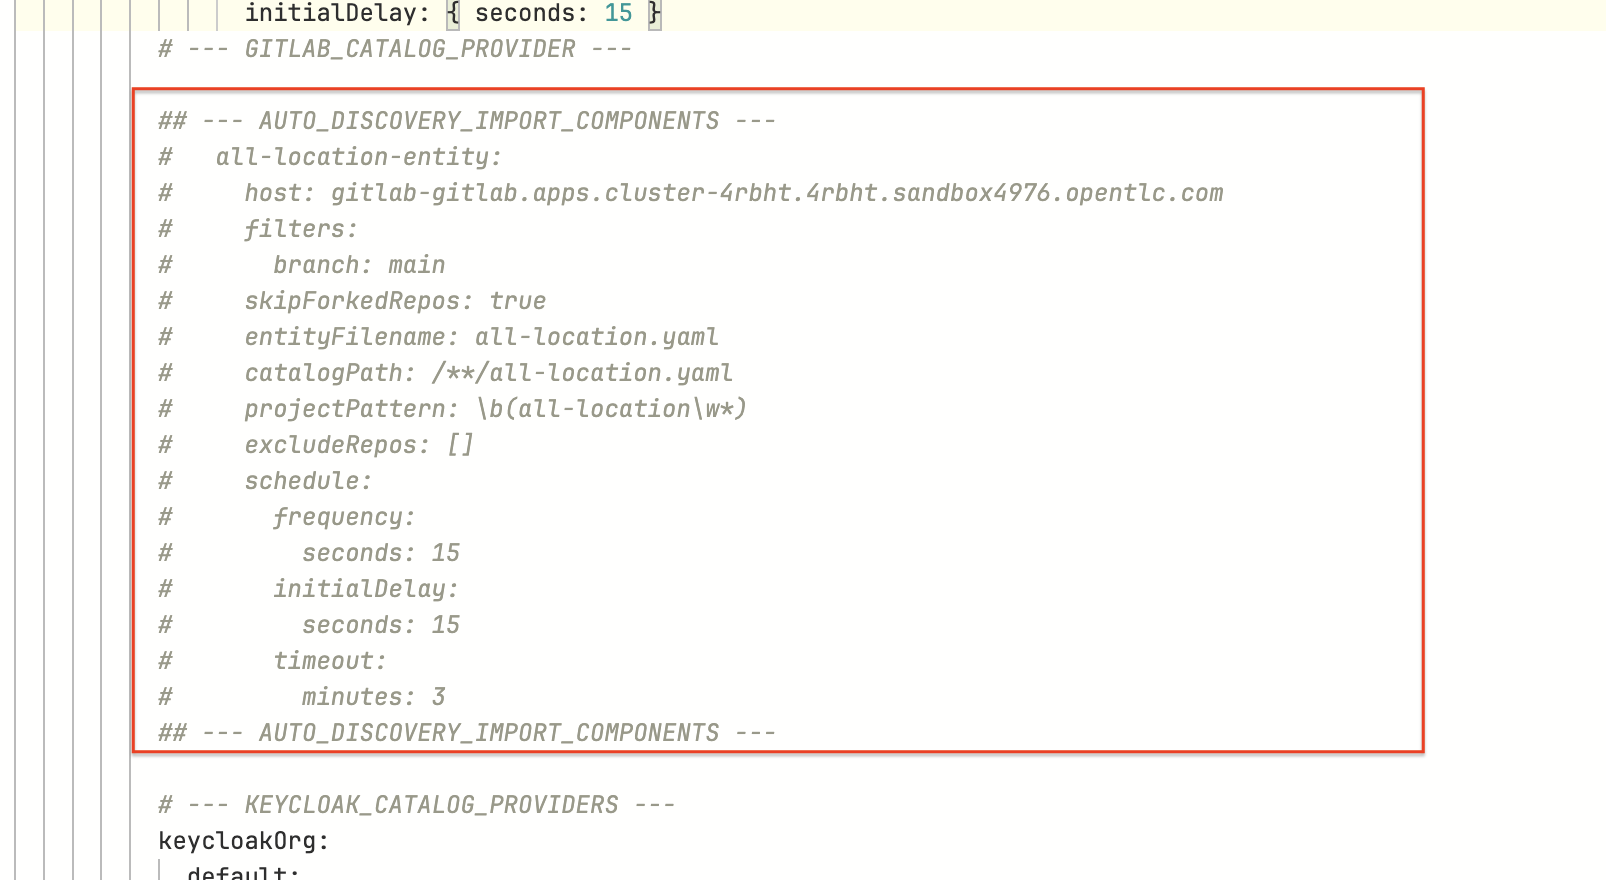 initialDelay: { seconds: 15 }
# --- GITLAB_CATALOG_PROVIDER ---
## --- AUTO_DISCOVERY_IMPORT_COMPONENTS ---
#   all-location-entity:
#     host: gitlab-gitlab.apps.cluster-4rbht.4rbht.sandbox4976.opentlc.com
#     filters:
#       branch: main
#     skipForkedRepos: true
#     entityFilename: all-location.yaml
#     catalogPath: /**/all-location.yaml
#     projectPattern: \b(all-location\w*)
#     excludeRepos: []
#     schedule:
#       frequency:
#         seconds: 15
#       initialDelay:
#         seconds: 15
#       timeout:
#         minutes: 3
## --- AUTO_DISCOVERY_IMPORT_COMPONENTS ---
# --- KEYCLOAK_CATALOG_PROVIDERS ---
keycloakOrg:
  default: